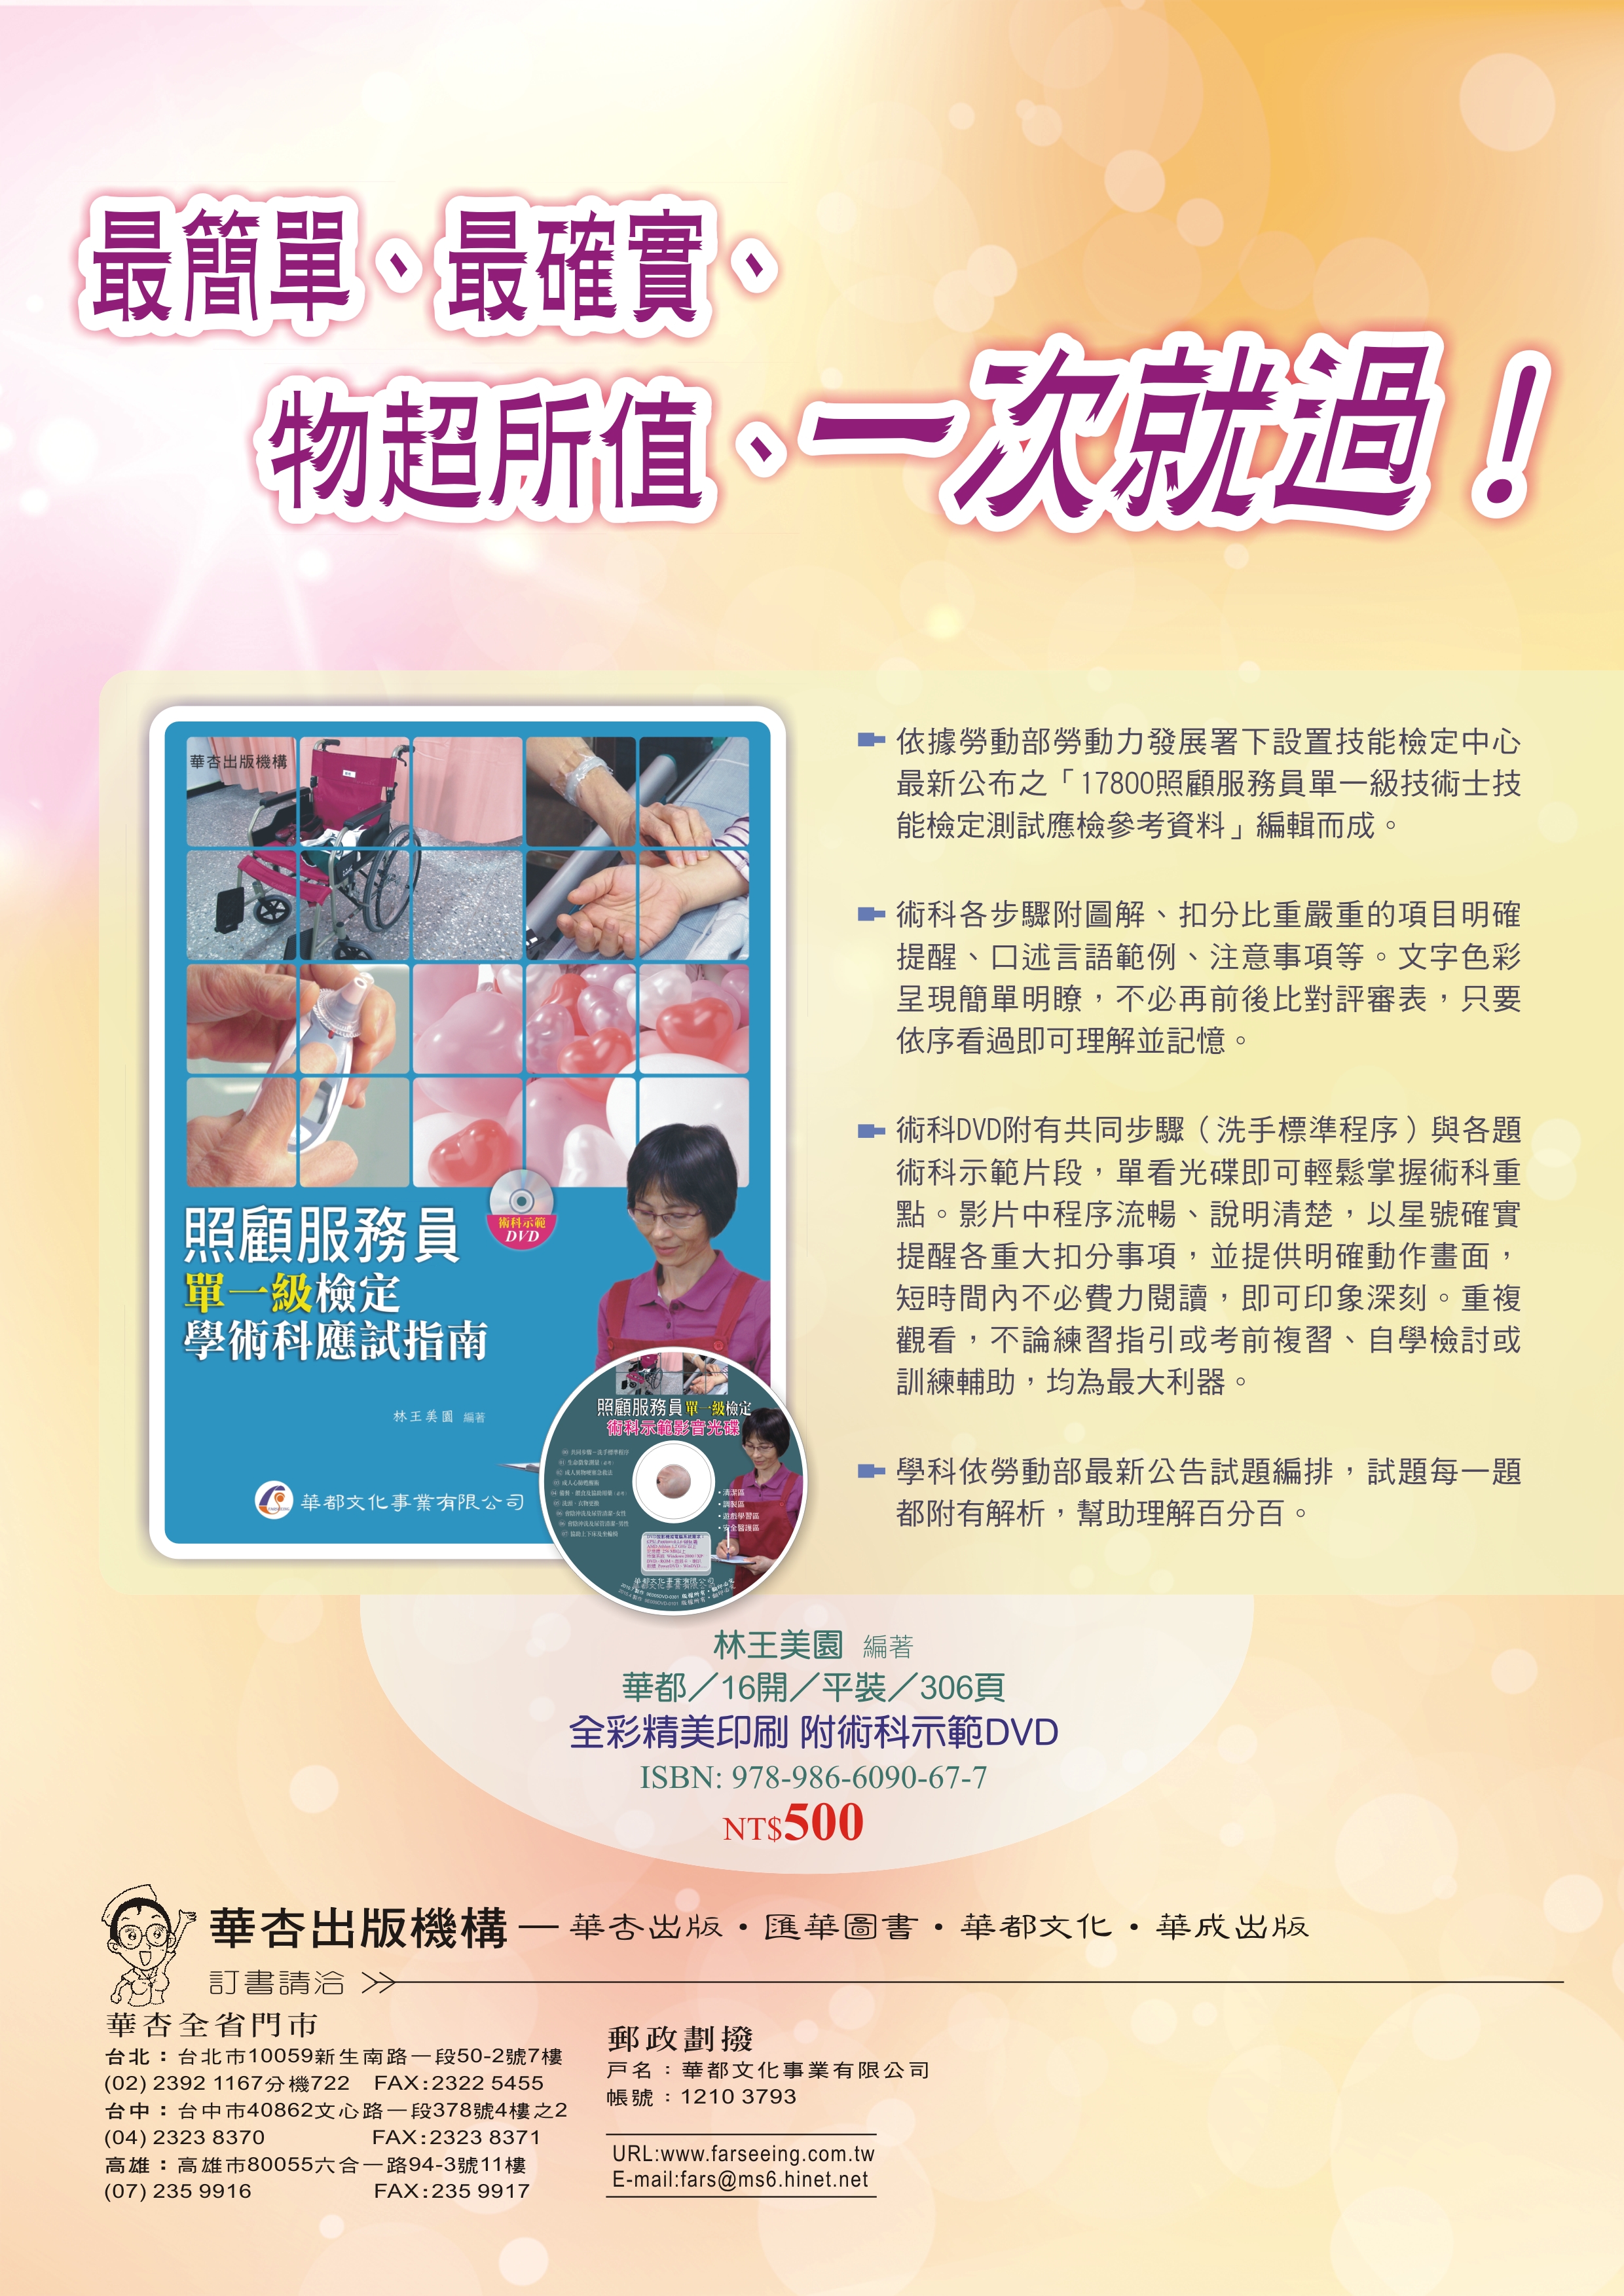 最簡單、最確實、
物超所值、一次就過！
華杏出版機構
術科示範
DVD
照顧服務員
單一級檢定
學術科應試指南
林王美園 編著
華都文化事業有限公司
照顧服務員單一級檢定
術科示範影音光碟
・清潔區
・調製區
・遊戲學習區
・安全醫護區
華都文化事業有限公司
依據勞動部勞動力發展署下設置技能檢定中心
最新公布之「17800照顧服務員單一級技術士技
能檢定測試應檢參考資料」編輯而成。
術科各步驟附圖解、扣分比重嚴重的項目明確
提醒、口述言語範例、注意事項等。文字色彩
呈現簡單明瞭，不必再前後比對評審表，只要
依序看過即可理解並記憶。
術科DVD附有共同步驟（洗手標準程序）與各題
術科示範片段，單看光碟即可輕鬆掌握術科重
點。影片中程序流暢、說明清楚，以星號確實
提醒各重大扣分事項，並提供明確動作畫面，
短時間內不必費力閱讀，即可印象深刻。重複
觀看，不論練習指引或考前複習、自學檢討或
訓練輔助，均為最大利器。
學科依勞動部最新公告試題編排，試題每一題
都附有解析，幫助理解百分百。
林王美園 編著
華都／16開／平裝／306頁
全彩精美印刷 附術科示範DVD
ISBN: 978-986-6090-67-7
NT$500
華杏出版機構—華杏出版・匯華圖書・華都文化・華成出版
訂書請洽
華杏全省門市
台北：台北市10059新生南路一段50-2號7樓
(02) 2392 1167分機722 FAX:2322 5455
台中：台中市40862文心路一段378號4樓之2
(04) 2323 8370 FAX:2323 8371
高雄：高雄市80055六合一路94-3號11樓
(07) 235 9916 FAX:235 9917
郵政劃撥
戶名：華都文化事業有限公司
帳號：1210 3793
URL:www.farseeing.com.tw
E-mail:fars@ms6.hinet.net